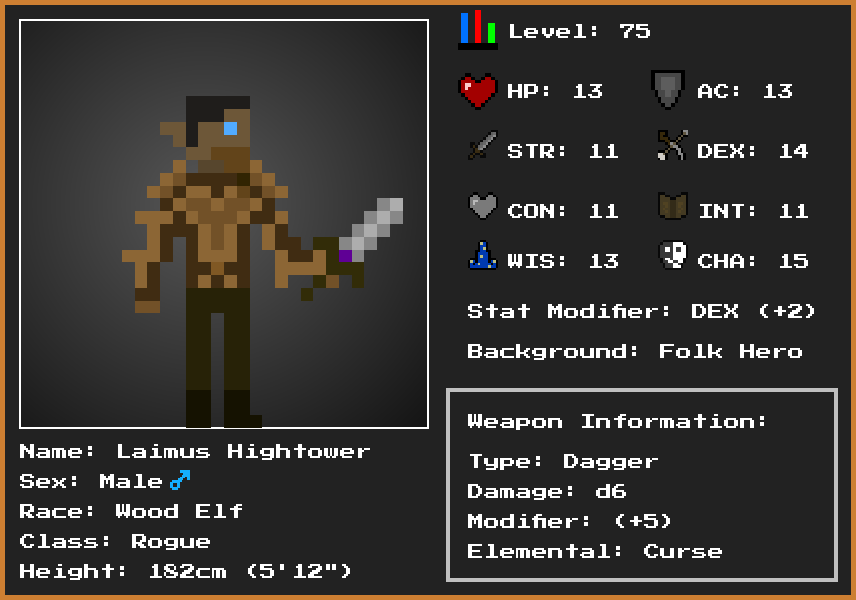 Level: 75
HP: 13
AC: 13
STR: 11
DEX: 14
CON: 11
INT: 11
WIS: 13
CHA: 15
Stat Modifier: DEX (+2)
Background: Folk Hero
Weapon Information:
Type: Dagger
Damage: d6
Modifier: (+5)
Elemental: Curse
Name: Laimus Hightower
Sex: Male♂
Race: Wood Elf
Class: Rogue
Height: 182cm (5'12")